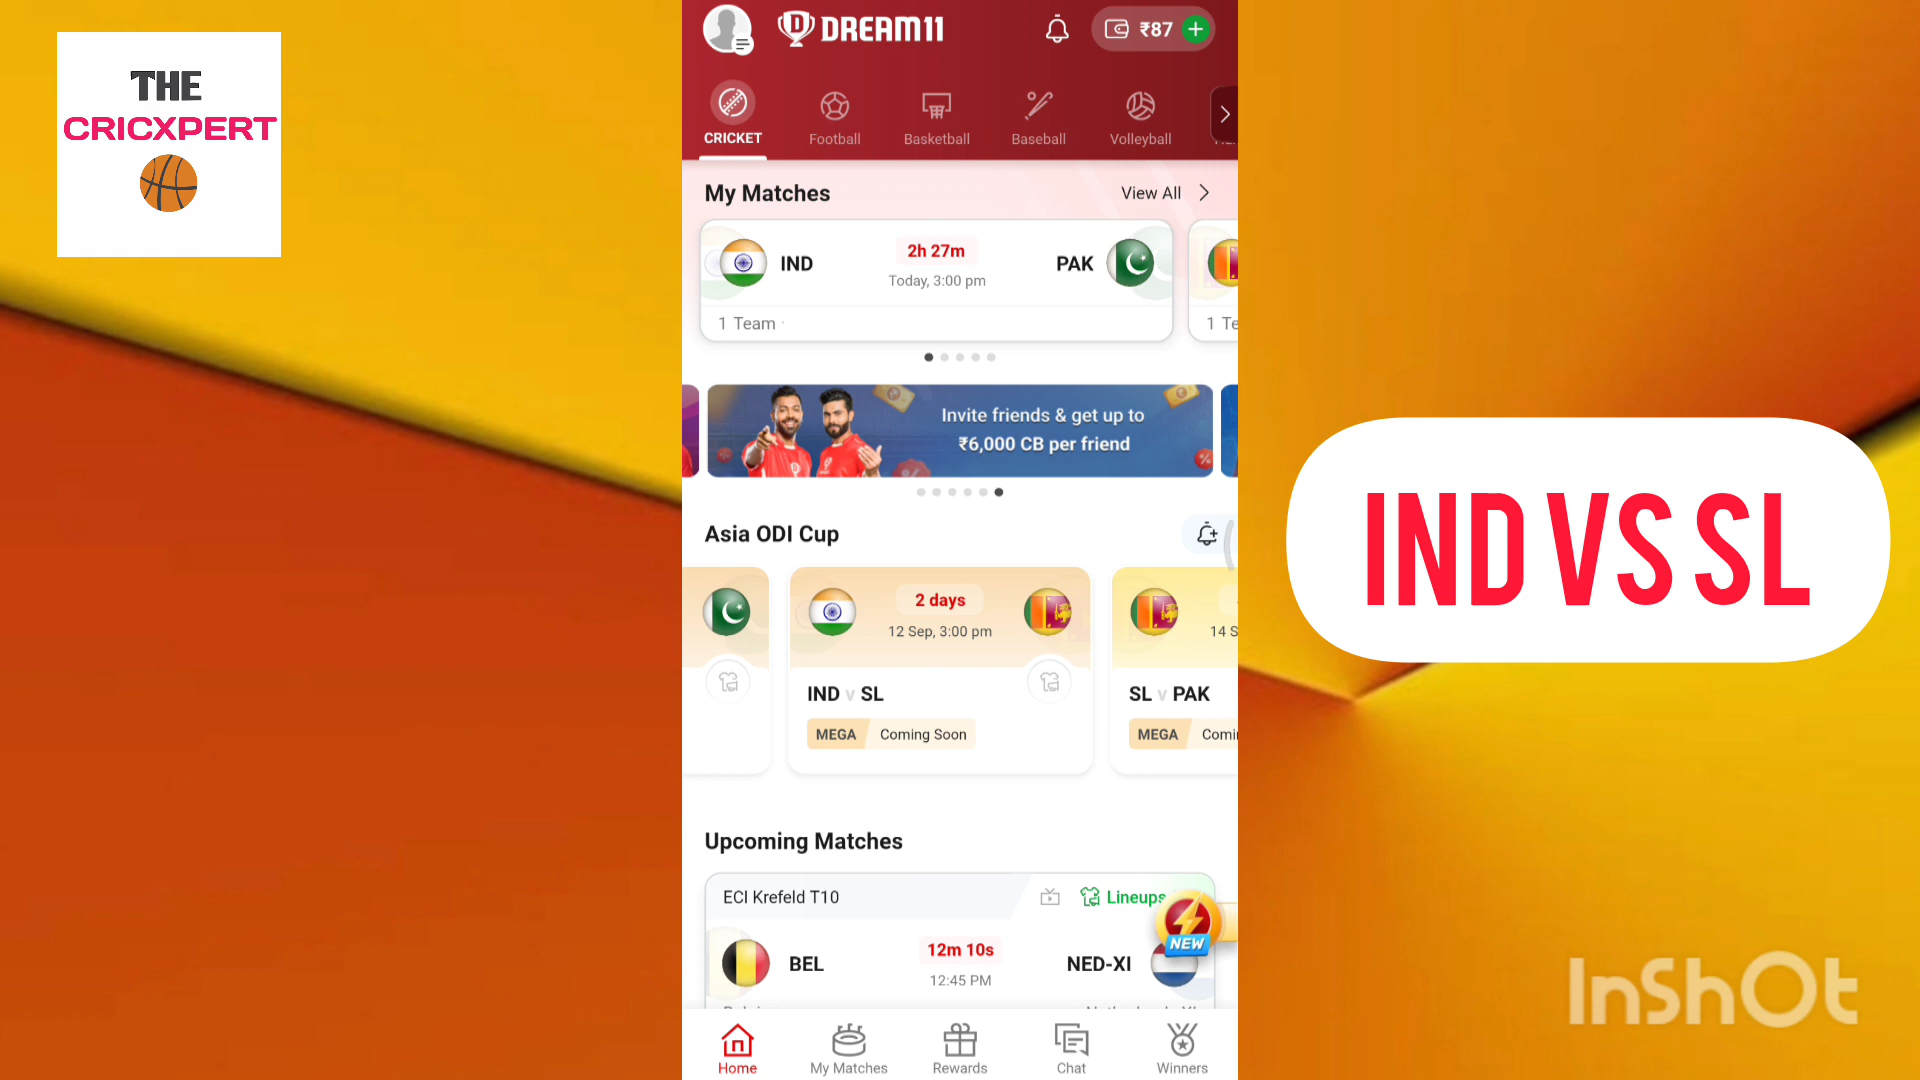 THE
CRICXPERT
DREAM11
₹87
CRICKET
Football
Basketball
Baseball
Volleyball
My Matches
View All
IND
2h 27m
PAK
Today, 3:00 pm
1 Team
1 Te
Invite friends & get up to
₹6,000 CB per friend
Asia ODI Cup
2 days
12 Sep, 3:00 pm
14 S
IND v SL
SL v PAK
MEGA Coming Soon
MEGA Comi
IND VS SL
Upcoming Matches
ECI Krefeld T10
Lineups
NEW
BEL
12m 10s
NED-XI
12:45 PM
Home
My Matches
Rewards
Chat
Winners
InShOt